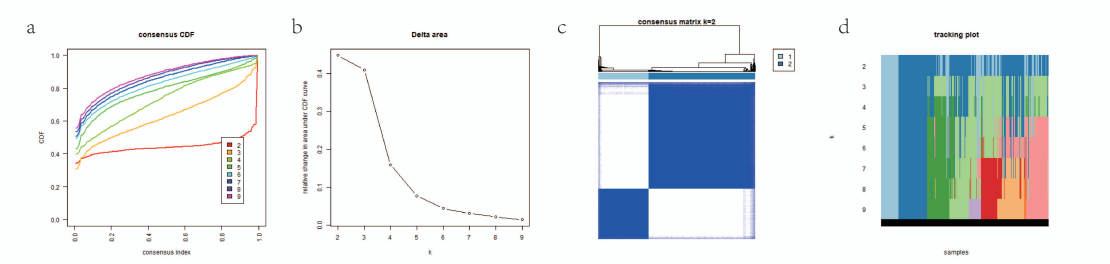 a
consensus CDF
CDF
1.0
0.8
0.6
0.4
0.2
0.0
2
3
4
5
6
7
8
9
0.0
0.2
0.4
0.6
0.8
1.0
consensus index
b
Delta area
relative change in area under CDF curve
0.4
0.3
0.2
0.1
0.0
2 3 4 5 6 7 8 9
k
c
consensus matrix k=2
1
2
d
tracking plot
k
2
3
4
5
6
7
8
9
samples